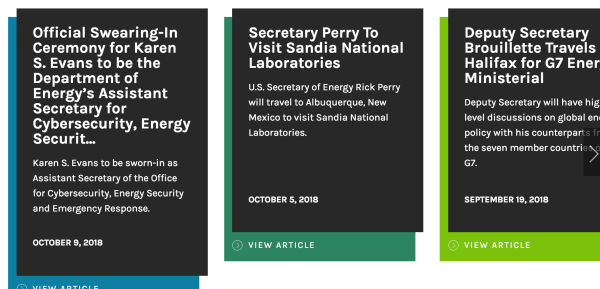 Official Swearing-In
Ceremony for Karen
S. Evans to be the
Department of
Energy's Assistant
Secretary for
Cybersecurity, Energy
Securit...
Karen S. Evans to be sworn-in as
Assistant Secretary of the Office
for Cybersecurity, Energy Security
and Emergency Response.
OCTOBER 9, 2018
VIEW ARTICLE
Secretary Perry To
Visit Sandia National
Laboratories
U.S. Secretary of Energy Rick Perry
will travel to Albuquerque, New
Mexico to visit Sandia National
Laboratories.
OCTOBER 5, 2018
VIEW ARTICLE
Deputy Secretary
Brouillette Travels
Halifax for G7 Ener
Ministerial
Deputy Secretary will have hig
level discussions on global en
policy with his counterparts
the seven member countries
G7.
SEPTEMBER 19, 2018
VIEW ARTICLE